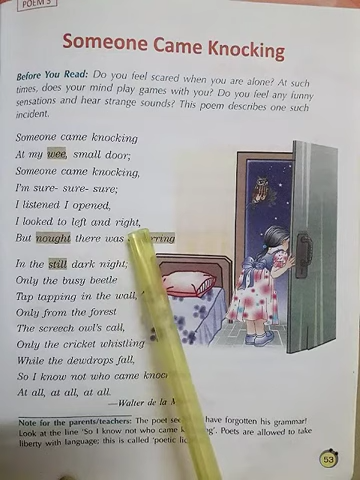 POEM 3
Someone Came Knocking
Before You Read: Do you feel scared when you are alone? At such
times, does your mind play games with you? Do you feel any funny
sensations and hear strange sounds? This poem describes one such
incident.
Someone came knocking
At my wee, small door;
Someone came knocking,
I'm sure- sure- sure;
I listened I opened,
I looked to left and right,
But nought there was rring
In the still dark night;
Only the busy beetle
Tap tapping in the wall,
Only from the forest
The screech owl's call,
Only the cricket whistling
While the dewdrops fall,
So I know not who came knoc
At all, at all, at all.
—Walter de la M
Note for the parents/teachers: The poet see have forgotten his grammar!
Look at the line 'So I know not who came k g'. Poets are allowed to take
liberty with language; this is called 'poetic lic
53